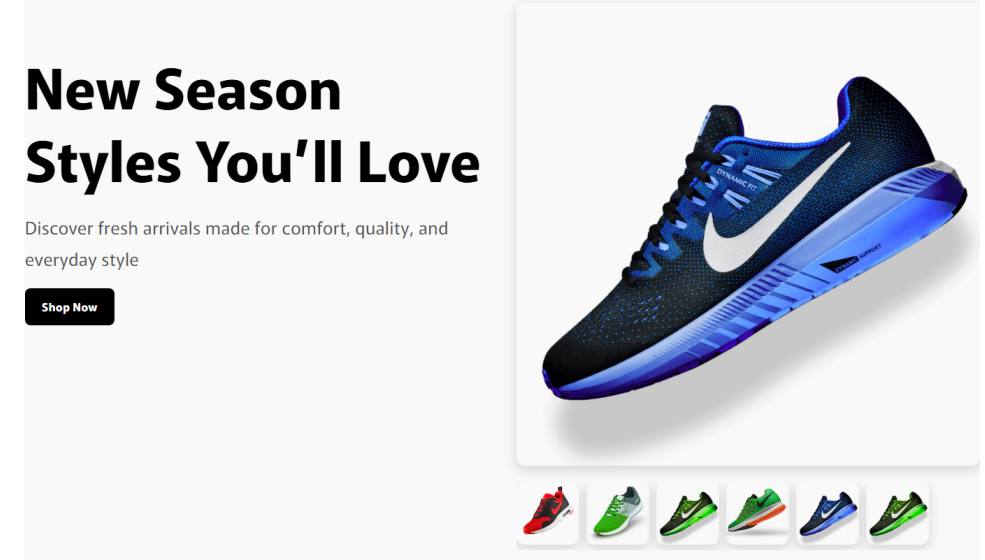 New Season
Styles You’ll Love
Discover fresh arrivals made for comfort, quality, and
everyday style
Shop Now
DYNAMIC FIT
DYNAMIC SUPPORT